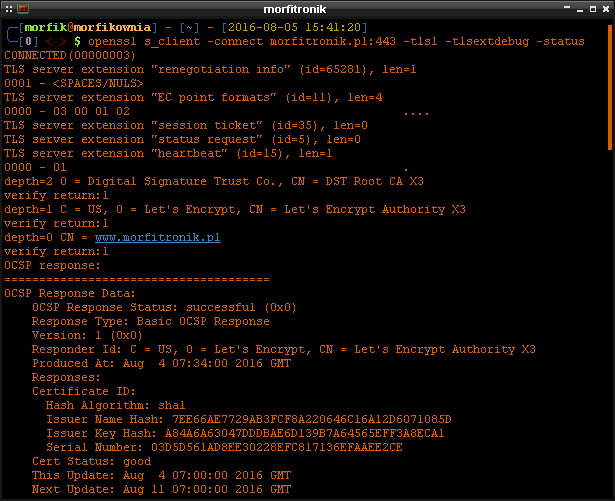 morfitronik
[morfik@morfikownia] - [~] - [2016-08-05 15:41:20]
[0] < > $ openssl s_client -connect morfitronik.pl:443 -tls1 -tlsextdebug -status
CONNECTED(00000003)
TLS server extension "renegotiation info" (id=65281), len=1
0001 - <SPACES/NULS>
TLS server extension "EC point formats" (id=11), len=4
0000 - 03 00 01 02 ....
TLS server extension "session ticket" (id=35), len=0
TLS server extension "status request" (id=5), len=0
TLS server extension "heartbeat" (id=15), len=1
0000 - 01 .
depth=2 O = Digital Signature Trust Co., CN = DST Root CA X3
verify return:1
depth=1 C = US, O = Let's Encrypt, CN = Let's Encrypt Authority X3
verify return:1
depth=0 CN = www.morfitronik.pl
verify return:1
OCSP response:
======================================
OCSP Response Data:
OCSP Response Status: successful (0x0)
Response Type: Basic OCSP Response
Version: 1 (0x0)
Responder Id: C = US, O = Let's Encrypt, CN = Let's Encrypt Authority X3
Produced At: Aug  4 07:34:00 2016 GMT
Responses:
Certificate ID:
Hash Algorithm: sha1
Issuer Name Hash: 7EE66AE7729AB3FCF8A220646C16A12D6071085D
Issuer Key Hash: A84A6A63047DDDBAE6D139B7A64565EFF3A8ECA1
Serial Number: 03D5D561AD8EE30228EFC817136EFAAEE2CE
Cert Status: good
This Update: Aug  4 07:00:00 2016 GMT
Next Update: Aug 11 07:00:00 2016 GMT